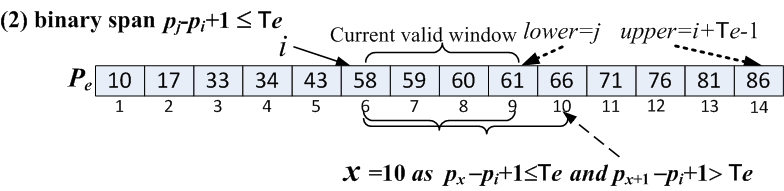 (2) binary span pj-pi+1 ≤ Te
Current valid window lower=j upper=i+Te-1
i
Pe 10 17 33 34 43 58 59 60 61 66 71 76 81 86
1 2 3 4 5 6 7 8 9 10 11 12 13 14
x =10 as px –pi+1≤Te and px+1 –pi+1> Te